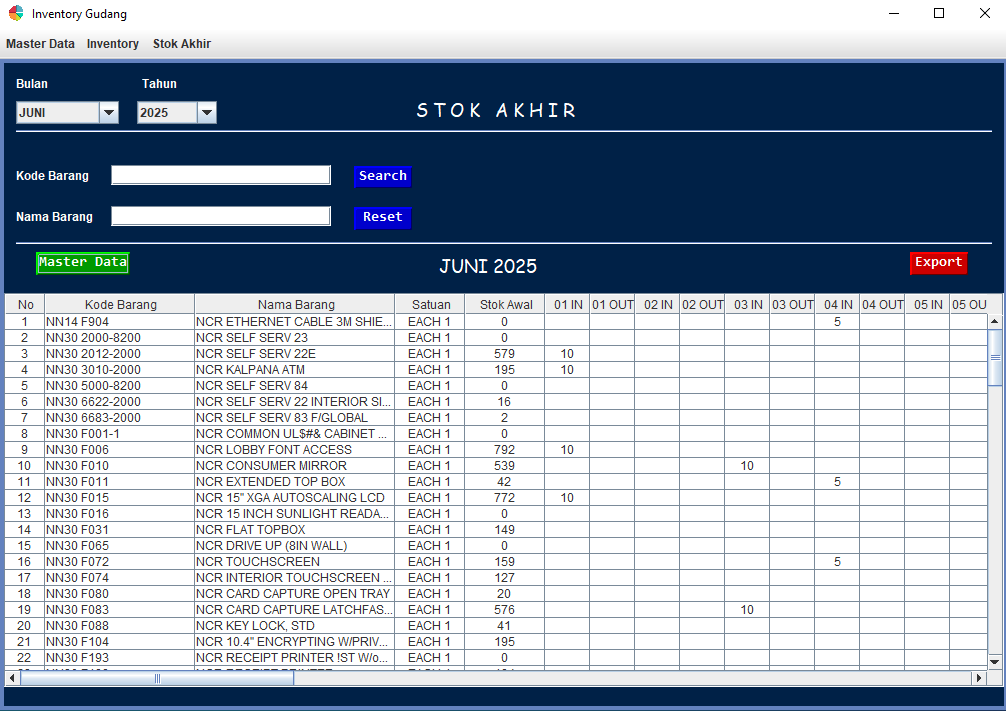 Inventory Gudang
Master Data Inventory Stok Akhir
Bulan Tahun
JUNI 2025
STOK AKHIR
Kode Barang Search
Nama Barang Reset
Master Data JUNI 2025 Export
No Kode Barang Nama Barang Satuan Stok Awal 01 IN 01 OUT 02 IN 02 OUT 03 IN 03 OUT 04 IN 04 OUT 05 IN 05 OU
1 NN14 F904 NCR ETHERNET CABLE 3M SHIE... EACH 1 0 5
2 NN30 2000-8200 NCR SELF SERV 23 EACH 1 0
3 NN30 2012-2000 NCR SELF SERV 22E EACH 1 579 10
4 NN30 3010-2000 NCR KALPANA ATM EACH 1 195 10
5 NN30 5000-8200 NCR SELF SERV 84 EACH 1 0
6 NN30 6622-2000 NCR SELF SERV 22 INTERIOR SI... EACH 1 16
7 NN30 6683-2000 NCR SELF SERV 83 F/GLOBAL EACH 1 2
8 NN30 F001-1 NCR COMMON UL$#& CABINET ... EACH 1 0
9 NN30 F006 NCR LOBBY FONT ACCESS EACH 1 792 10
10 NN30 F010 NCR CONSUMER MIRROR EACH 1 539 10
11 NN30 F011 NCR EXTENDED TOP BOX EACH 1 42 5
12 NN30 F015 NCR 15" XGA AUTOSCALING LCD EACH 1 772 10
13 NN30 F016 NCR 15 INCH SUNLIGHT READA... EACH 1 0
14 NN30 F031 NCR FLAT TOPBOX EACH 1 149
15 NN30 F065 NCR DRIVE UP (8IN WALL) EACH 1 0
16 NN30 F072 NCR TOUCHSCREEN EACH 1 159 5
17 NN30 F074 NCR INTERIOR TOUCHSCREEN ... EACH 1 127
18 NN30 F080 NCR CARD CAPTURE OPEN TRAY EACH 1 20
19 NN30 F083 NCR CARD CAPTURE LATCHFAS... EACH 1 576 10
20 NN30 F088 NCR KEY LOCK, STD EACH 1 41
21 NN30 F104 NCR 10.4" ENCRYPTING W/PRIV... EACH 1 195
22 NN30 F193 NCR RECEIPT PRINTER !ST W/o... EACH 1 0